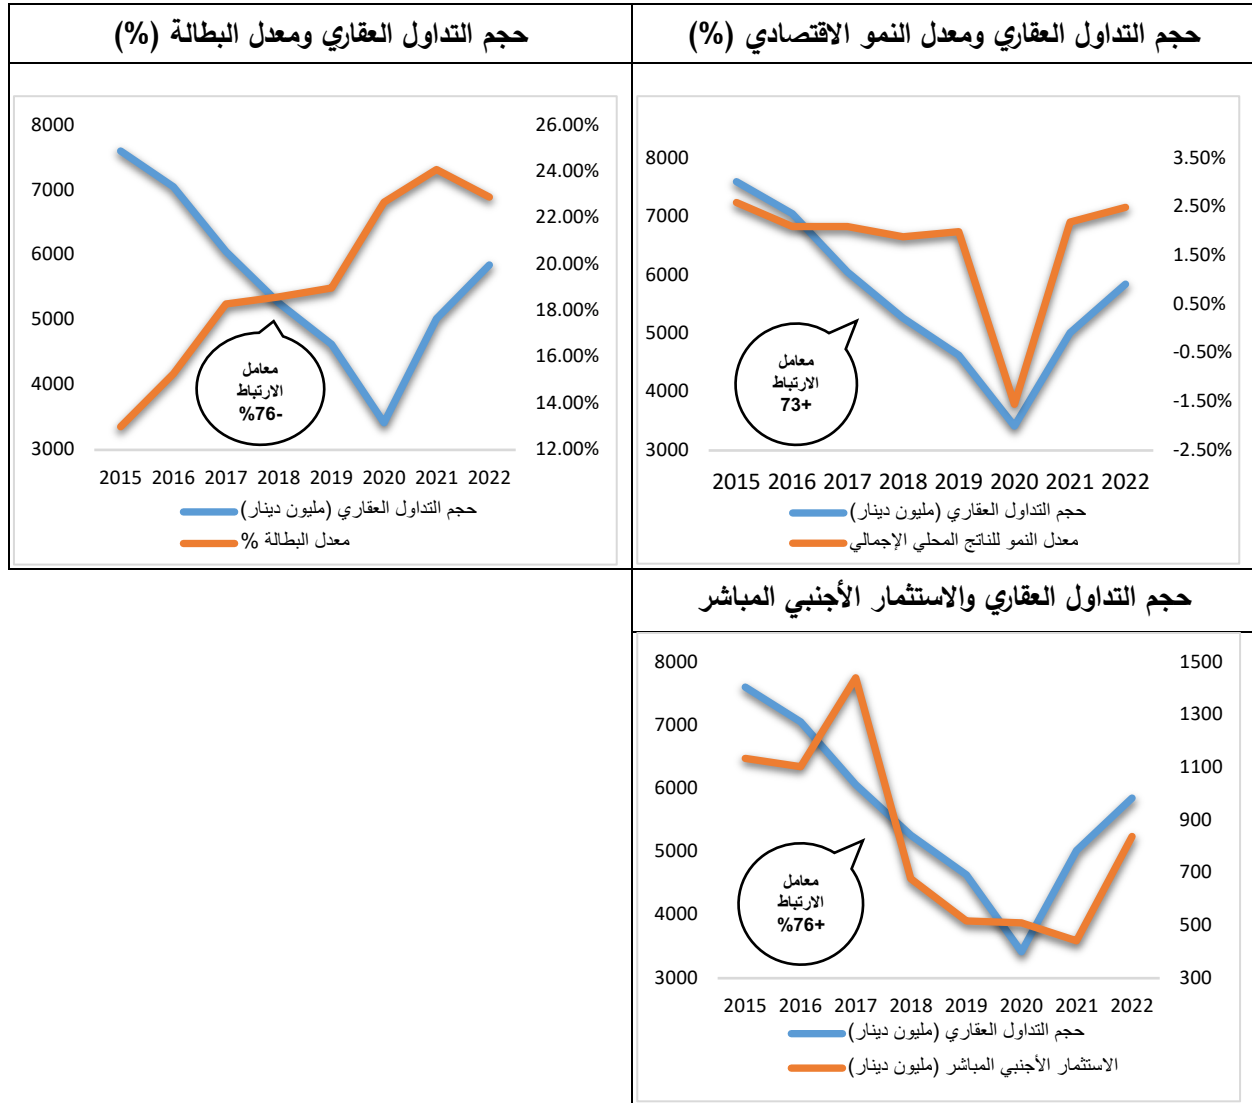 حجم التداول العقاري ومعدل النمو الاقتصادي (%)
8000
7000
6000
5000
4000
3000
3.50%
2.50%
1.50%
0.50%
-0.50%
-1.50%
-2.50%
معامل
الارتباط
73+
2015 2016 2017 2018 2019 2020 2021 2022
حجم التداول العقاري (مليون دينار)
معدل النمو للناتج المحلي الإجمالي
حجم التداول العقاري ومعدل البطالة (%)
8000
7000
6000
5000
4000
3000
26.00%
24.00%
22.00%
20.00%
18.00%
16.00%
14.00%
12.00%
معامل
الارتباط
%76-
2015 2016 2017 2018 2019 2020 2021 2022
حجم التداول العقاري (مليون دينار)
معدل البطالة %
حجم التداول العقاري والاستثمار الأجنبي المباشر
8000
7000
6000
5000
4000
3000
1500
1300
1100
900
700
500
300
معامل
الارتباط
%76+
2015 2016 2017 2018 2019 2020 2021 2022
حجم التداول العقاري (مليون دينار)
الاستثمار الأجنبي المباشر (مليون دينار)